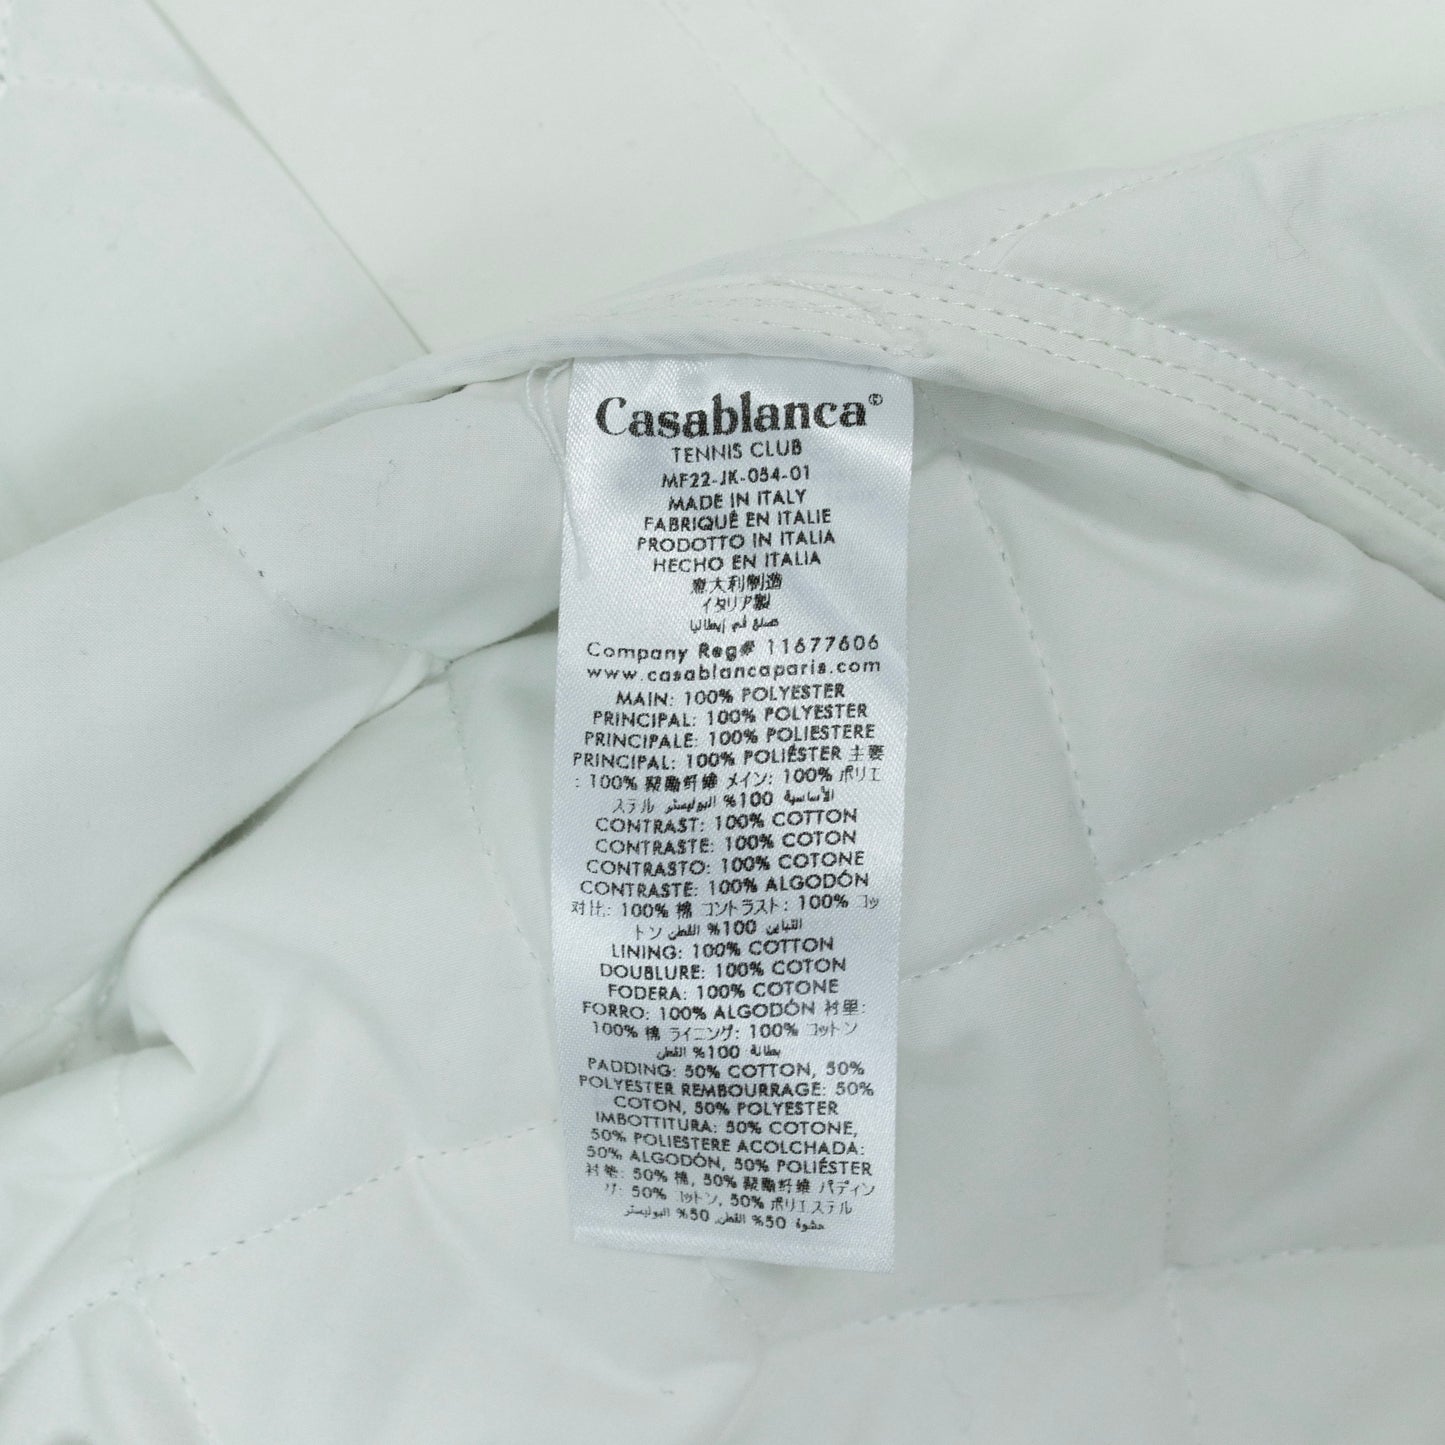 Casablanca®
TENNIS CLUB
MF22-JK-054-01
MADE IN ITALY
FABRIQUÉ EN ITALIE
PRODOTTO IN ITALIA
HECHO EN ITALIA
意大利制造
イタリア製
صنع في إيطاليا
Company Reg# 11677606
www.casablancaparis.com
MAIN: 100% POLYESTER
PRINCIPAL: 100% POLYESTER
PRINCIPALE: 100% POLIESTERE
PRINCIPAL: 100% POLIÉSTER 主要
: 100% 聚酯纤维 メイン: 100% ポリエ
ステル الأساسية 100% البوليستر
CONTRAST: 100% COTTON
CONTRASTE: 100% COTON
CONTRASTO: 100% COTONE
CONTRASTE: 100% ALGODÓN
对比: 100% 棉 コントラスト: 100% コッ
トン التباين 100% القطن
LINING: 100% COTTON
DOUBLURE: 100% COTON
FODERA: 100% COTONE
FORRO: 100% ALGODÓN 衬里:
100% 棉 ライニング: 100% コットン
بطانة 100% القطن
PADDING: 50% COTTON, 50%
POLYESTER REMBOURRAGE: 50%
COTON, 50% POLYESTER
IMBOTTITURA: 50% COTONE,
50% POLIESTERE ACOLCHADA:
50% ALGODÓN, 50% POLIÉSTER
衬垫: 50% 棉, 50% 聚酯纤维 パディン
グ: 50% コットン, 50% ポリエステル
حشوة 50% القطن, 50% البوليستر